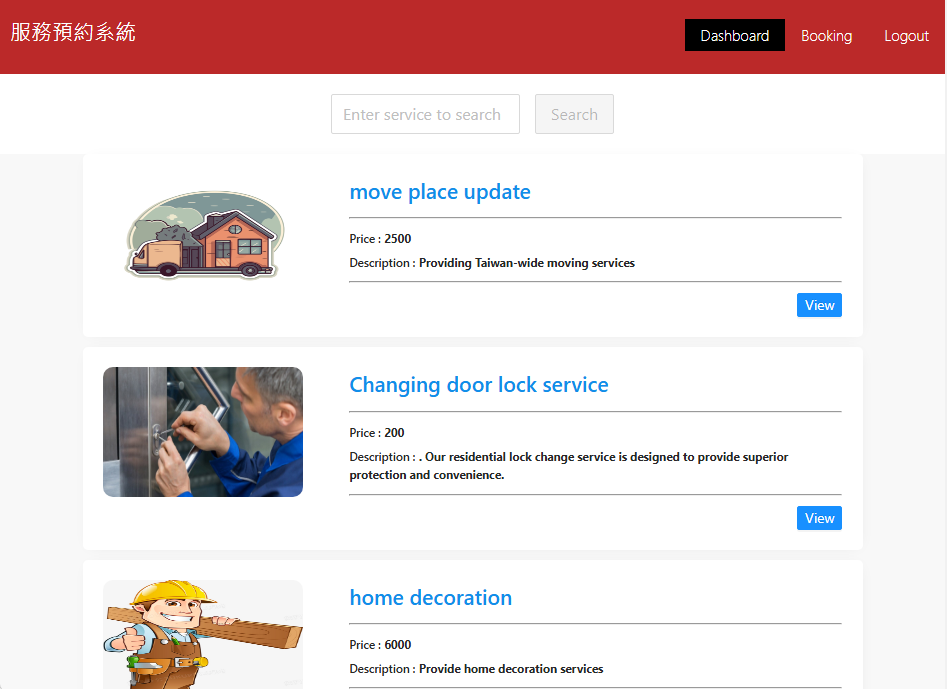 服務預約系統
Dashboard
Booking
Logout
Enter service to search
Search
move place update
Price : 2500
Description : Providing Taiwan-wide moving services
View
Changing door lock service
Price : 200
Description : . Our residential lock change service is designed to provide superior
protection and convenience.
View
home decoration
Price : 6000
Description : Provide home decoration services